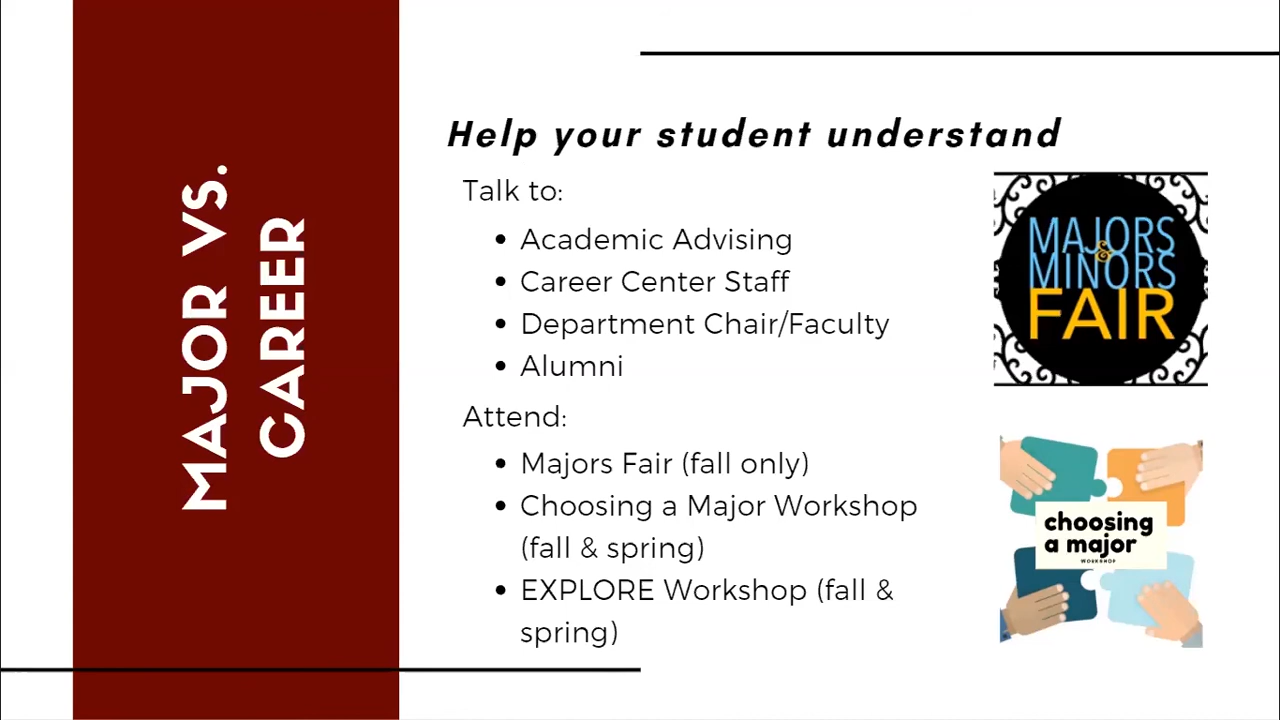 MAJOR VS.
CAREER
Help your student understand
Talk to:
• Academic Advising
• Career Center Staff
• Department Chair/Faculty
• Alumni
Attend:
• Majors Fair (fall only)
• Choosing a Major Workshop
(fall & spring)
• EXPLORE Workshop (fall &
spring)
MAJORS
&
MINORS
FAIR
choosing
a major
WORKSHOP